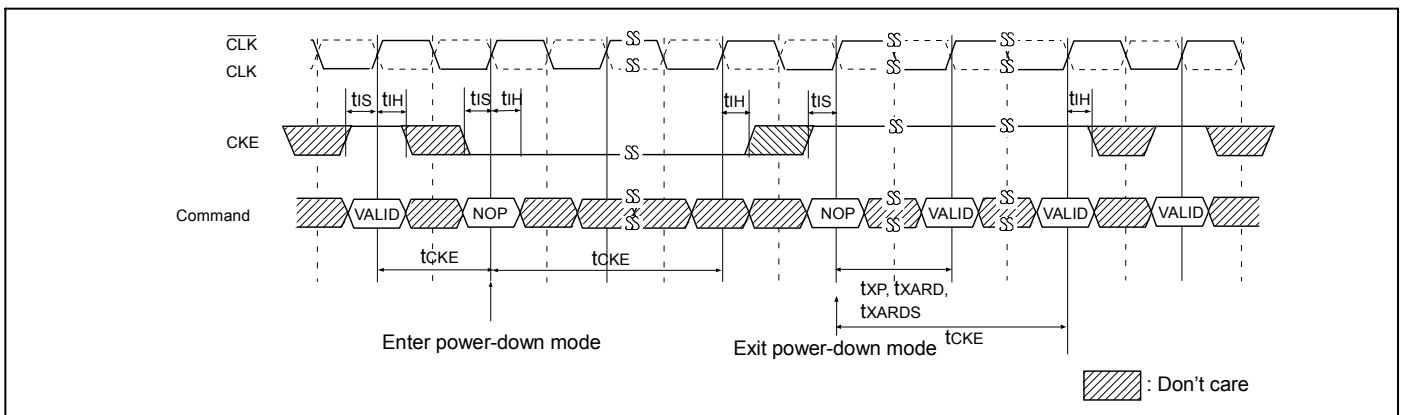 CLK
CLK
tIS tIH tIS tIH tIH tIS tIH
CKE
Command
VALID NOP NOP VALID VALID VALID
tCKE tCKE
tXP, tXARD,
tXARDS
tCKE
Enter power-down mode
Exit power-down mode
: Don't care